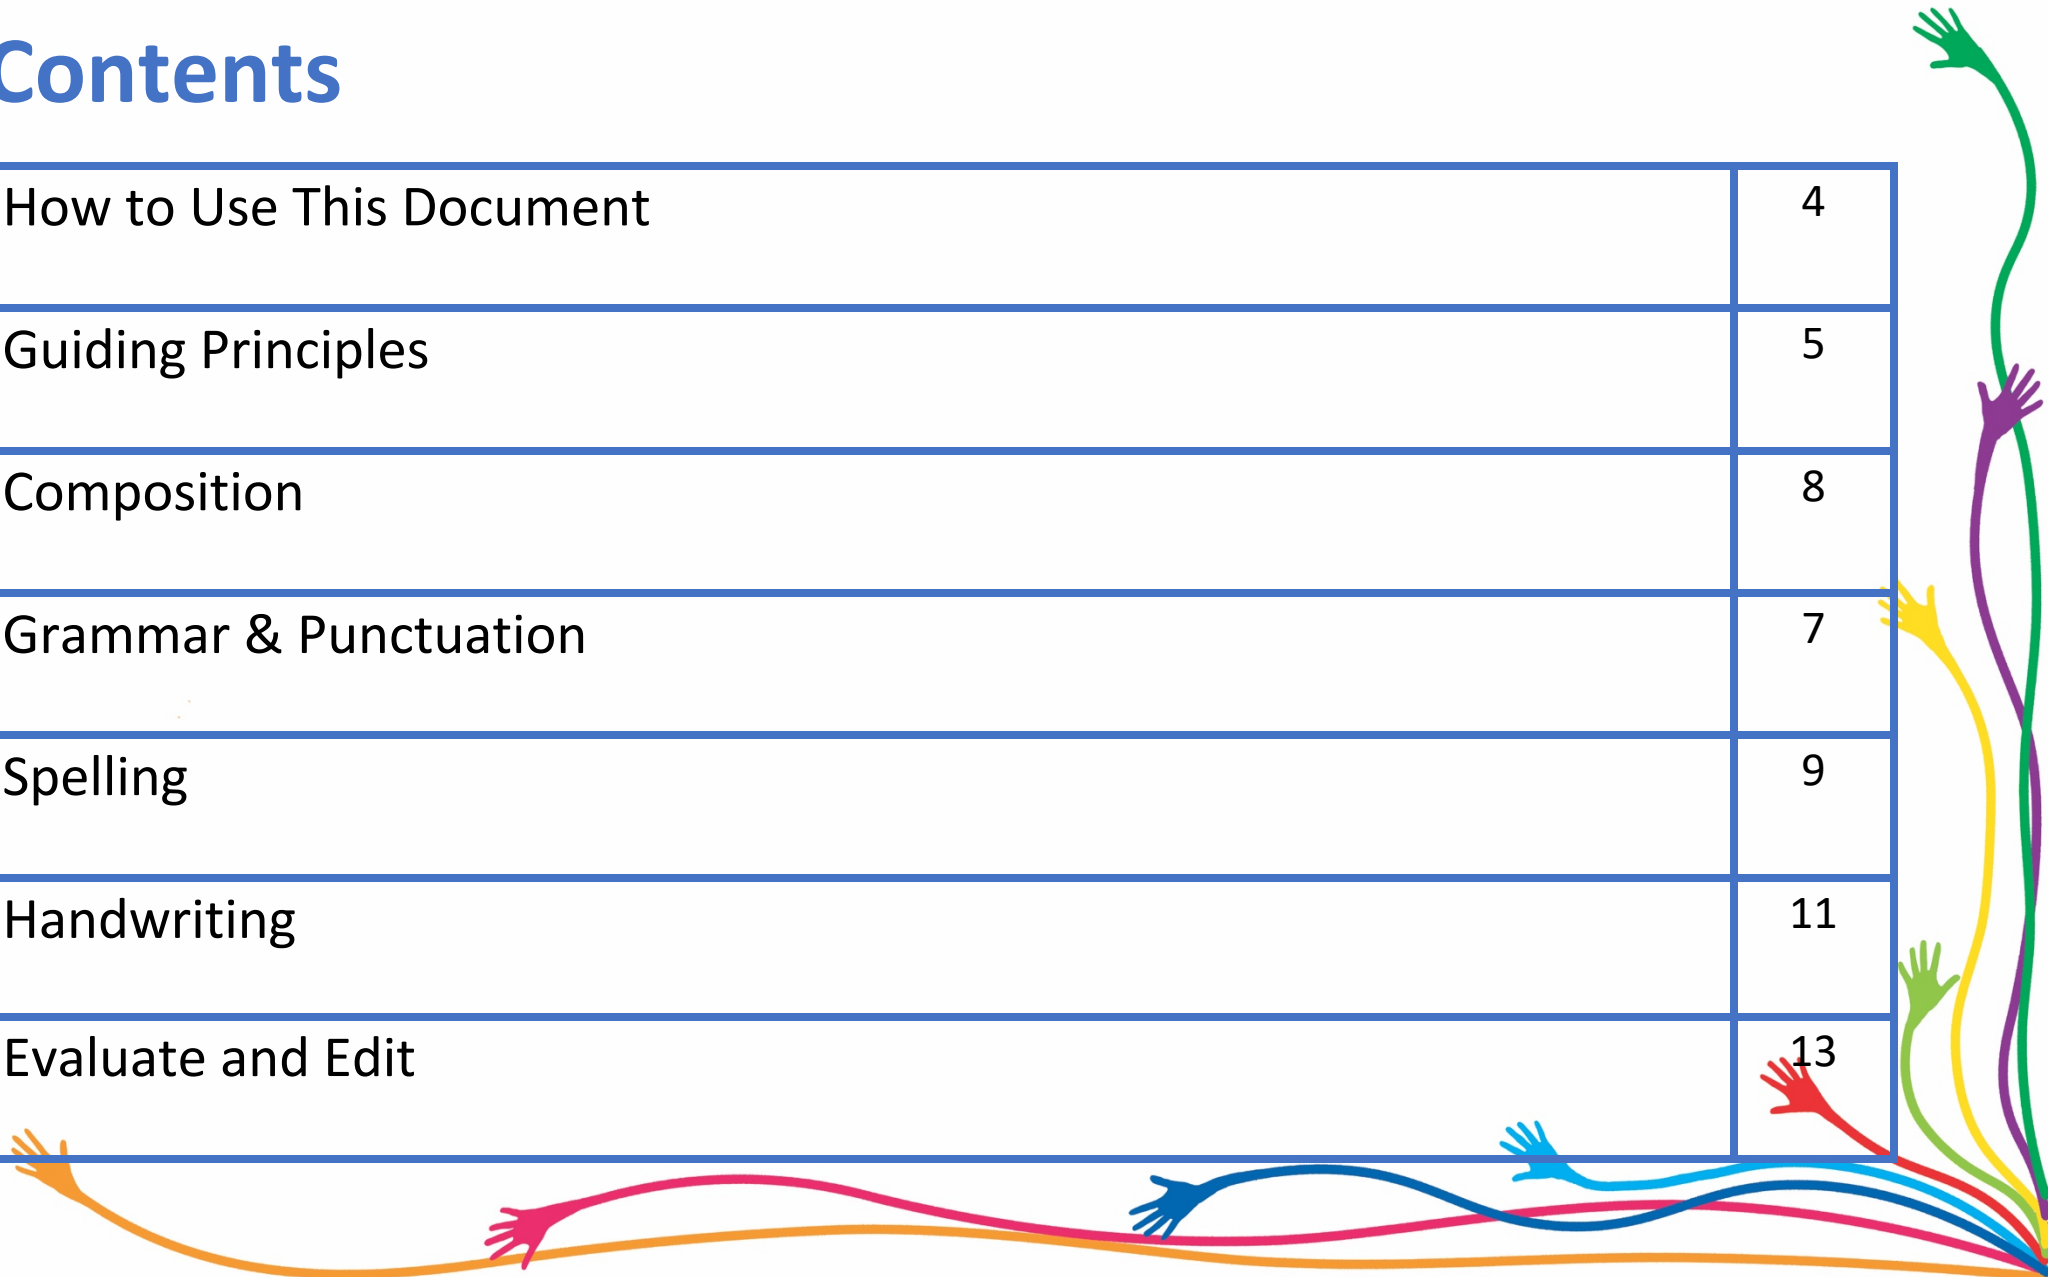 Contents
How to Use This Document 4
Guiding Principles 5
Composition 8
Grammar & Punctuation 7
Spelling 9
Handwriting 11
Evaluate and Edit 13